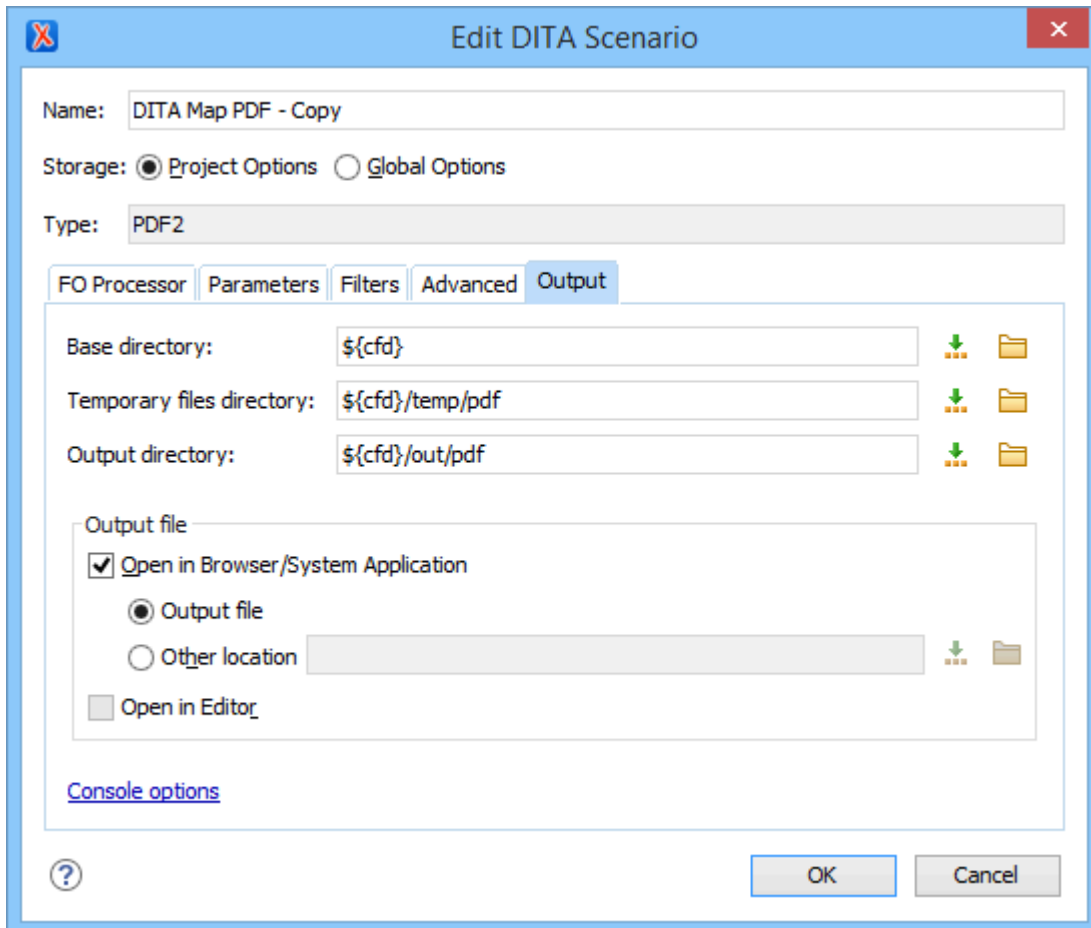 Edit DITA Scenario
Name: DITA Map PDF - Copy
Storage: Project Options Global Options
Type: PDF2
FO Processor Parameters Filters Advanced Output
Base directory: ${cfd}
Temporary files directory: ${cfd}/temp/pdf
Output directory: ${cfd}/out/pdf
Output file
Open in Browser/System Application
Output file
Other location
Open in Editor
Console options
? OK Cancel